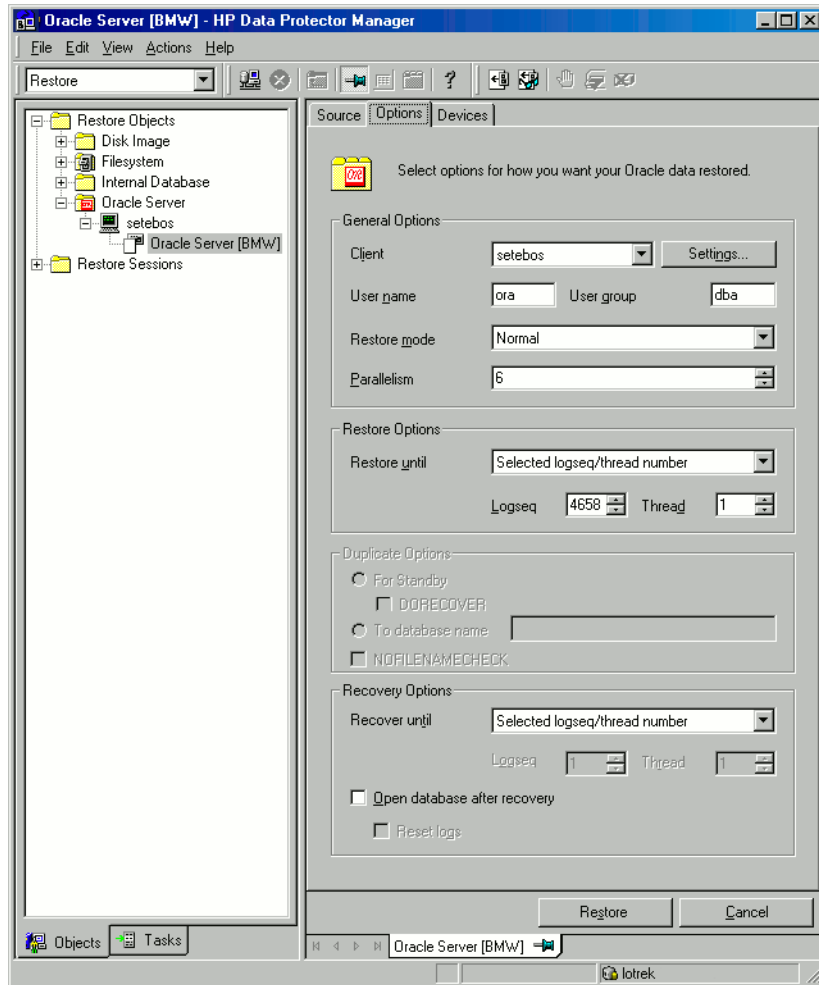 Oracle Server [BMW] - HP Data Protector Manager
File Edit View Actions Help
Restore
Restore Objects
Disk Image
Filesystem
Internal Database
Oracle Server
setebos
Oracle Server [BMW]
Restore Sessions
Objects Tasks
Source Options Devices
Select options for how you want your Oracle data restored.
General Options
Client setebos Settings...
User name ora User group dba
Restore mode Normal
Parallelism 6
Restore Options
Restore until Selected logseq/thread number
Logseq 4658 Thread 1
Duplicate Options
For Standby
DORECOVER
To database name
NOFILENAMECHECK
Recovery Options
Recover until Selected logseq/thread number
Logseq 1 Thread 1
Open database after recovery
Reset logs
Restore Cancel
Oracle Server [BMW]
lotrek